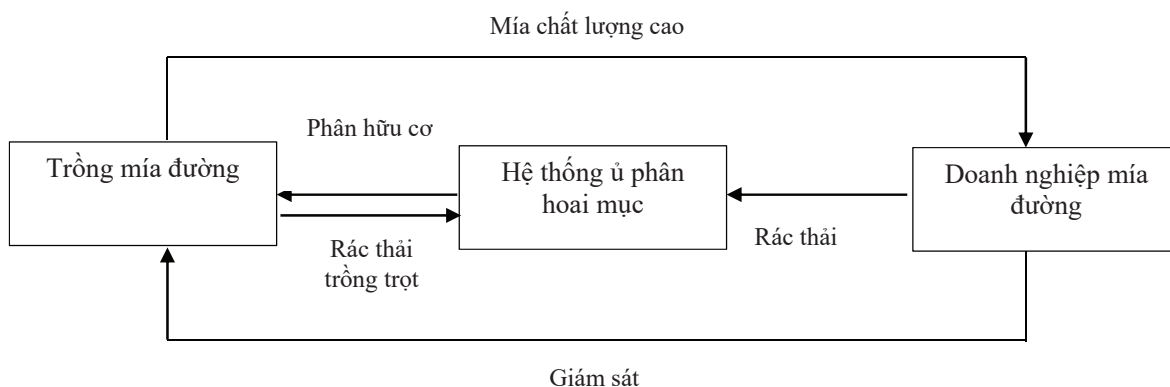 Mía chất lượng cao
Phân hữu cơ
Trồng mía đường
Hệ thống ủ phân
hoai mục
Doanh nghiệp mía
đường
Rác thải
trồng trọt
Rác thải
Giám sát